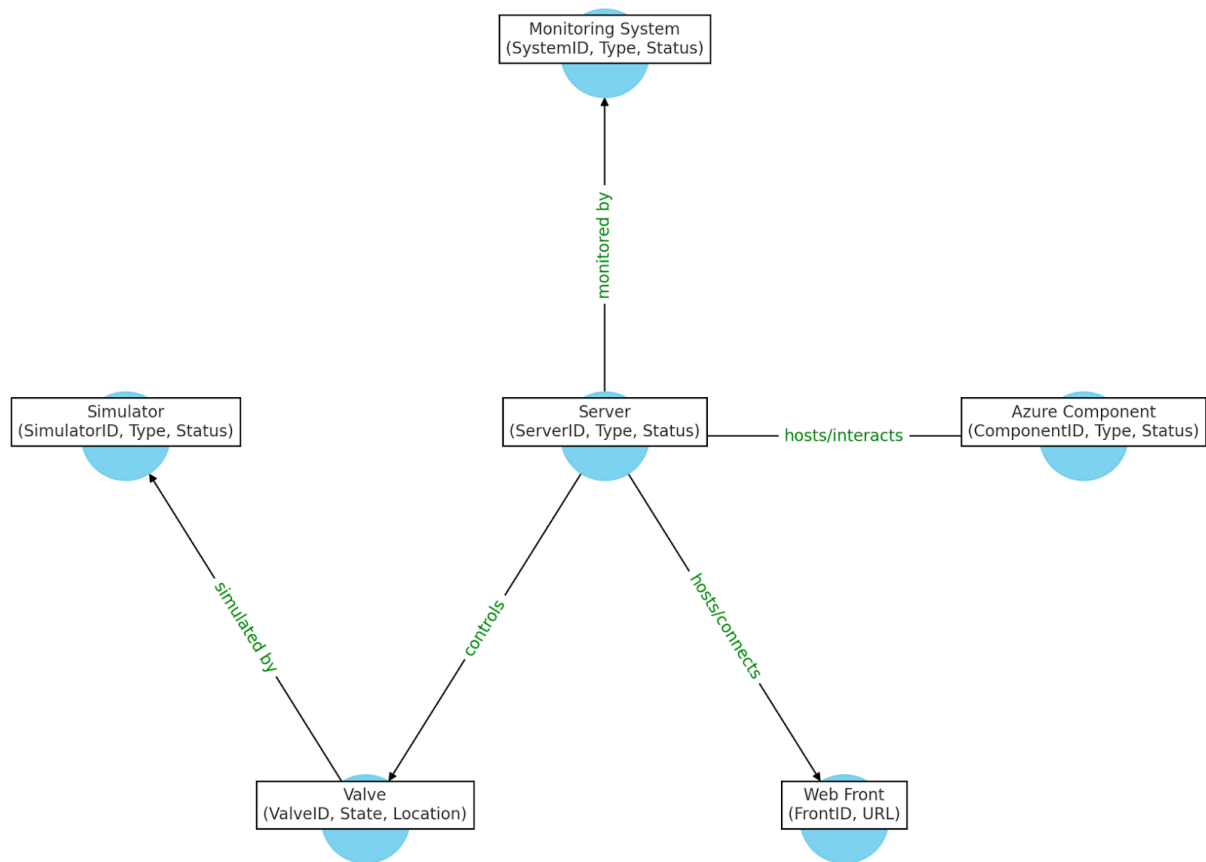 Monitoring System
(SystemID, Type, Status)
monitored by
Simulator
(SimulatorID, Type, Status)
Server
(ServerID, Type, Status)
hosts/interacts
Azure Component
(ComponentID, Type, Status)
simulated by
controls
hosts/connects
Valve
(ValveID, State, Location)
Web Front
(FrontID, URL)